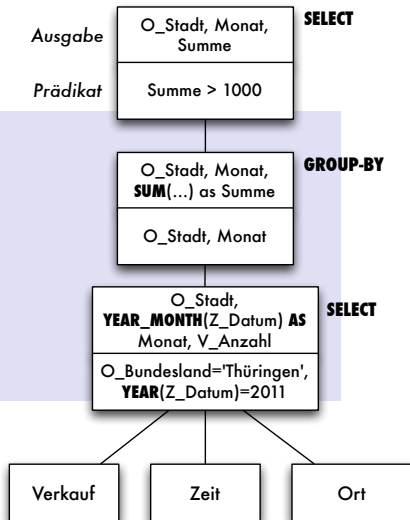 Ausgabe
O_Stadt, Monat,
Summe
SELECT
Prädikat
Summe > 1000
O_Stadt, Monat,
SUM(...) as Summe
GROUP-BY
O_Stadt, Monat
O_Stadt,
YEAR_MONTH(Z_Datum) AS
Monat, V_Anzahl
SELECT
O_Bundesland='Thüringen',
YEAR(Z_Datum)=2011
Verkauf
Zeit
Ort